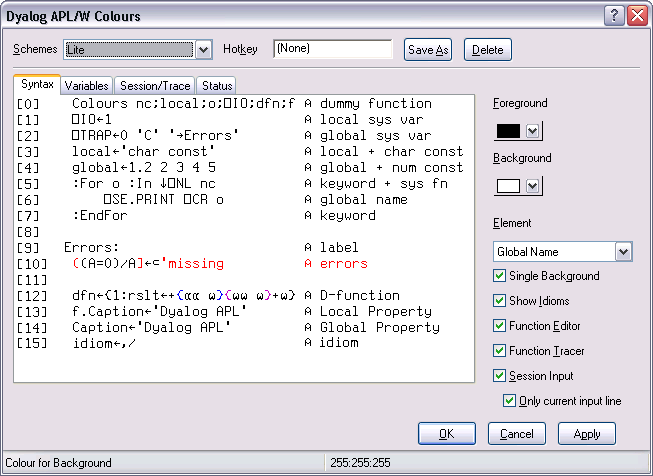 Dyalog APL/W Colours
Schemes Lite Hotkey (None) Save As Delete
Syntax Variables Session/Trace Status
[0] Colours nc;local;o;⎕IO;dfn;f ⍝ dummy function
[1] ⎕IO←1 ⍝ local sys var
[2] ⎕TRAP←0 'C' '→Errors' ⍝ global sys var
[3] local←'char const' ⍝ local + char const
[4] global←1.2 2 3 4 5 ⍝ global + num const
[5] :For o :In ↓⎕NL nc ⍝ keyword + sys fn
[6] ⎕SE.PRINT ⎕CR o ⍝ global name
[7] :EndFor ⍝ keyword
[8]
[9] Errors: ⍝ label
[10] ((A=0)/A]←⊂'missing ⍝ errors
[11]
[12] dfn←{1:rslt←+{⍺⍺ ⍵}{⍵⍵ ⍵}+⍵} ⍝ D-function
[13] f.Caption←'Dyalog APL' ⍝ Local Property
[14] Caption←'Dyalog APL' ⍝ Global Property
[15] idiom←,/ ⍝ idiom
Foreground
Background
Element
Global Name
Single Background
Show Idioms
Function Editor
Function Tracer
Session Input
Only current input line
OK Cancel Apply
Colour for Background 255:255:255